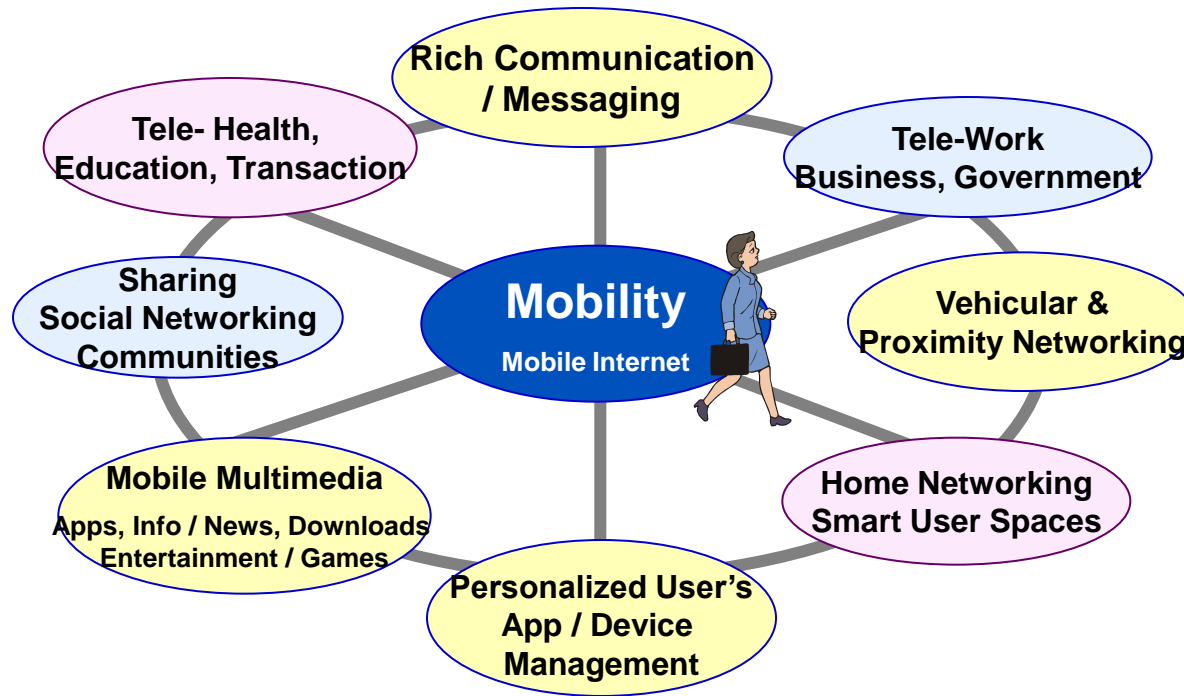 Rich Communication
/ Messaging
Tele- Health,
Education, Transaction
Tele-Work
Business, Government
Sharing
Social Networking
Communities
Mobility
Mobile Internet
Vehicular &
Proximity Networking
Mobile Multimedia
Apps, Info / News, Downloads
Entertainment / Games
Home Networking
Smart User Spaces
Personalized User’s
App / Device
Management